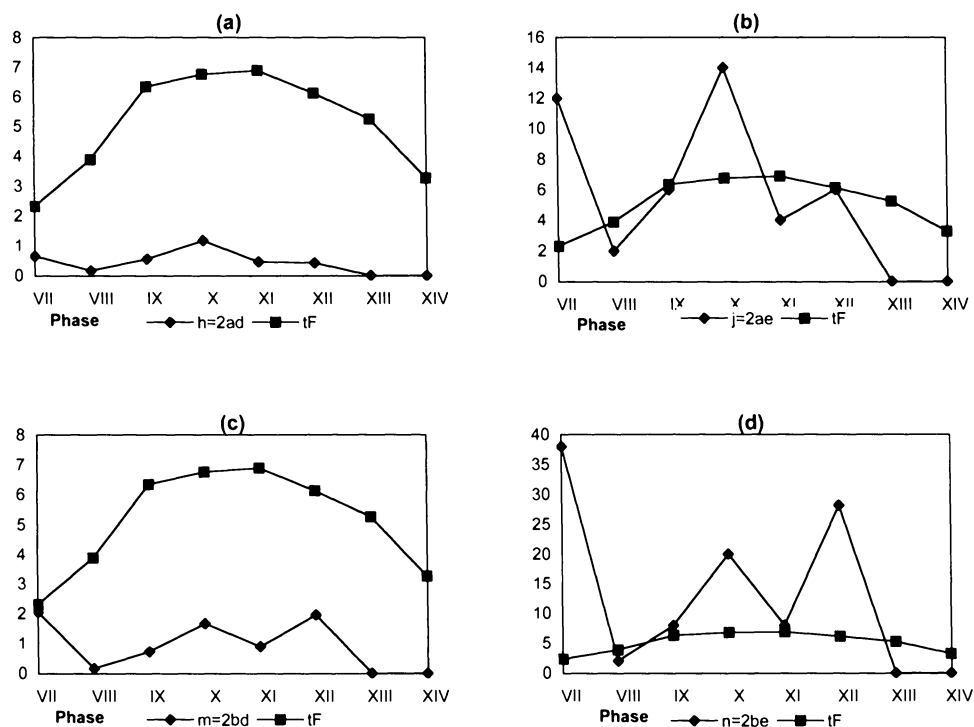 (a)
8
7
6
5
4
3
2
1
0
VII VIII IX X XI XII XIII XIV
Phase
h=2ad tF
(b)
16
14
12
10
8
6
4
2
0
VII VIII IX X XI XII XIII XIV
Phase
j=2ae tF
(c)
8
7
6
5
4
3
2
1
0
VII VIII IX X XI XII XIII XIV
Phase
m=2bd tF
(d)
40
35
30
25
20
15
10
5
0
VII VIII IX X XI XII XIII XIV
Phase
n=2be tF